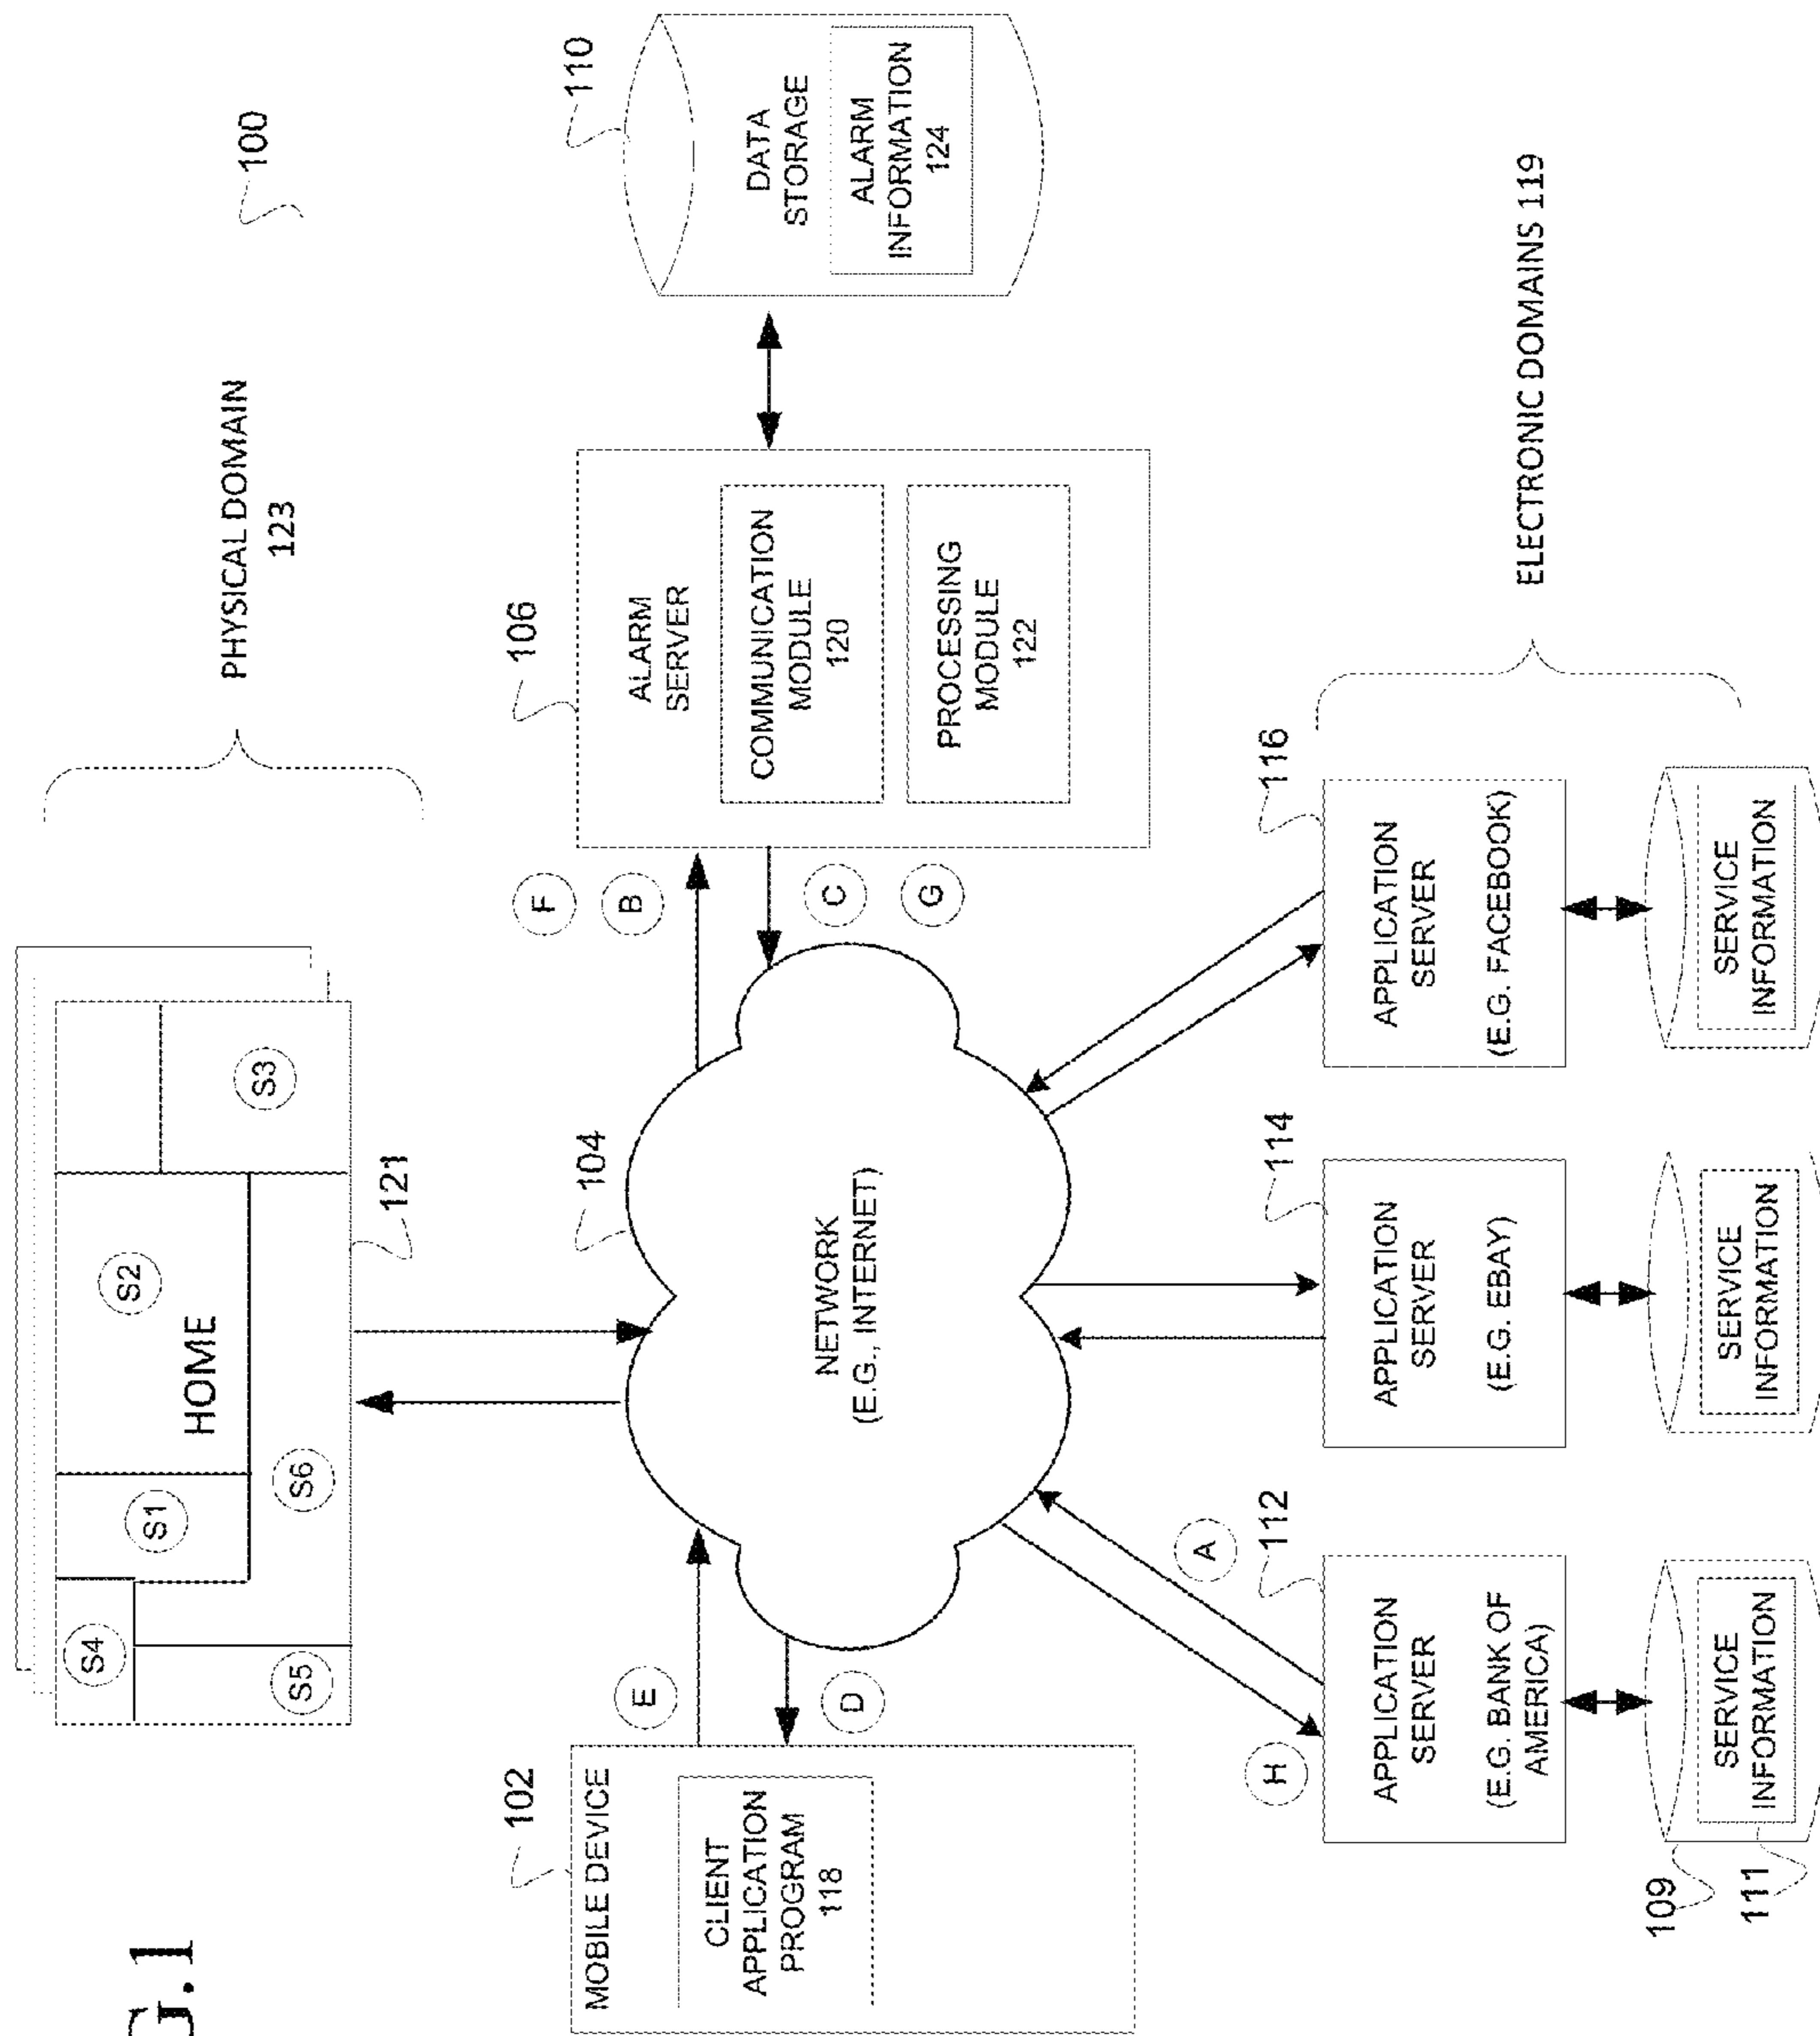 G.1
100
PHYSICAL DOMAIN
123
S4
S1
S2
S3
HOME
S5
S6
121
102
MOBILE DEVICE
CLIENT
APPLICATION
PROGRAM
118
E
D
104
NETWORK
(E.G., INTERNET)
F
B
C
G
106
ALARM
SERVER
COMMUNICATION
MODULE
120
PROCESSING
MODULE
122
110
DATA
STORAGE
ALARM
INFORMATION
124
H
A
112
APPLICATION
SERVER
(E.G. BANK OF
AMERICA)
109
111
SERVICE
INFORMATION
114
APPLICATION
SERVER
(E.G. EBAY)
SERVICE
INFORMATION
116
APPLICATION
SERVER
(E.G. FACEBOOK)
SERVICE
INFORMATION
ELECTRONIC DOMAINS 119